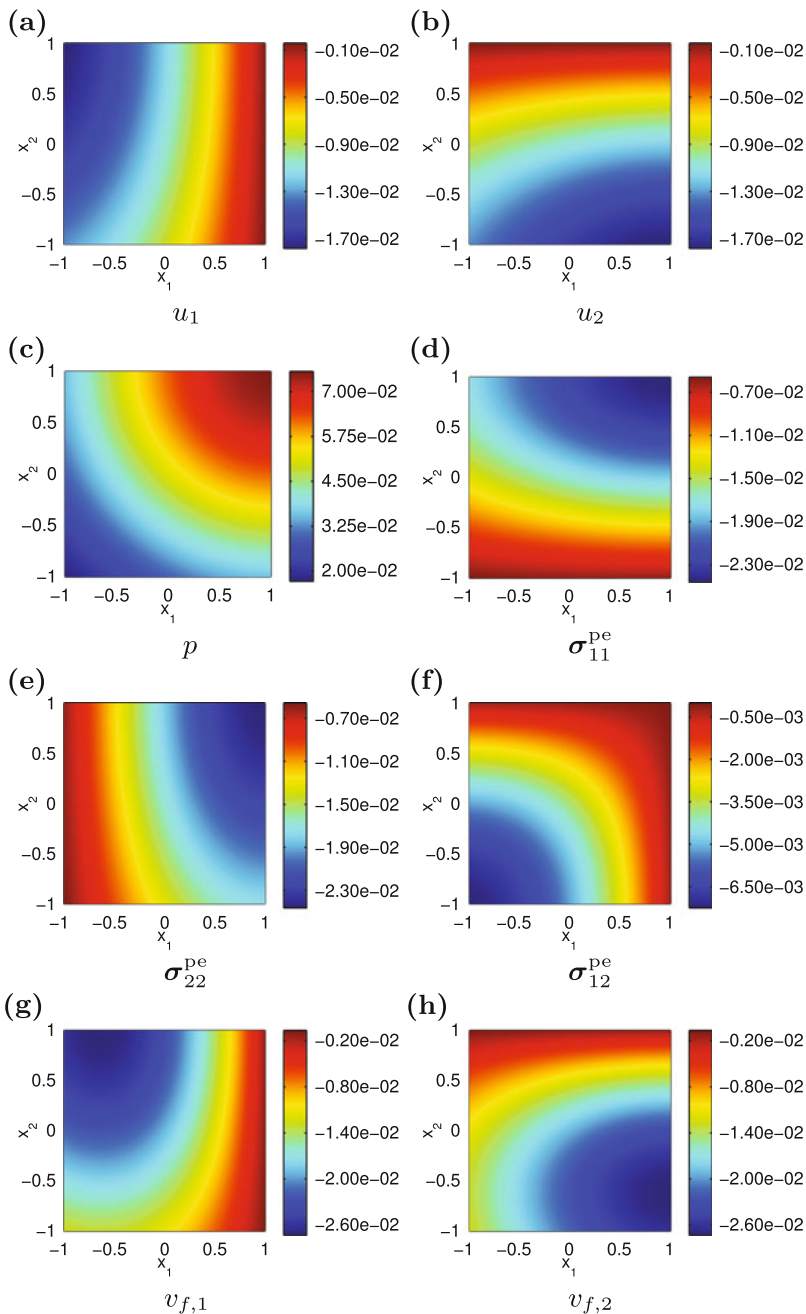 (a)
1
0.5
0
−0.5
−1
x2
−1 −0.5 0 0.5 1
x1
−0.10e−02
−0.50e−02
−0.90e−02
−1.30e−02
−1.70e−02
u1
(b)
1
0.5
0
−0.5
−1
x2
−1 −0.5 0 0.5 1
x1
−0.10e−02
−0.50e−02
−0.90e−02
−1.30e−02
−1.70e−02
u2
(c)
1
0.5
0
−0.5
−1
x2
−1 −0.5 0 0.5 1
x1
7.00e−02
5.75e−02
4.50e−02
3.25e−02
2.00e−02
p
(d)
1
0.5
0
−0.5
−1
x2
−1 −0.5 0 0.5 1
x1
−0.70e−02
−1.10e−02
−1.50e−02
−1.90e−02
−2.30e−02
σ11pe
(e)
1
0.5
0
−0.5
−1
x2
−1 −0.5 0 0.5 1
x1
−0.70e−02
−1.10e−02
−1.50e−02
−1.90e−02
−2.30e−02
σ22pe
(f)
1
0.5
0
−0.5
−1
x2
−1 −0.5 0 0.5 1
x1
−0.50e−03
−2.00e−03
−3.50e−03
−5.00e−03
−6.50e−03
σ12pe
(g)
1
0.5
0
−0.5
−1
x2
−1 −0.5 0 0.5 1
x1
−0.20e−02
−0.80e−02
−1.40e−02
−2.00e−02
−2.60e−02
vf,1
(h)
1
0.5
0
−0.5
−1
x2
−1 −0.5 0 0.5 1
x1
−0.20e−02
−0.80e−02
−1.40e−02
−2.00e−02
−2.60e−02
vf,2